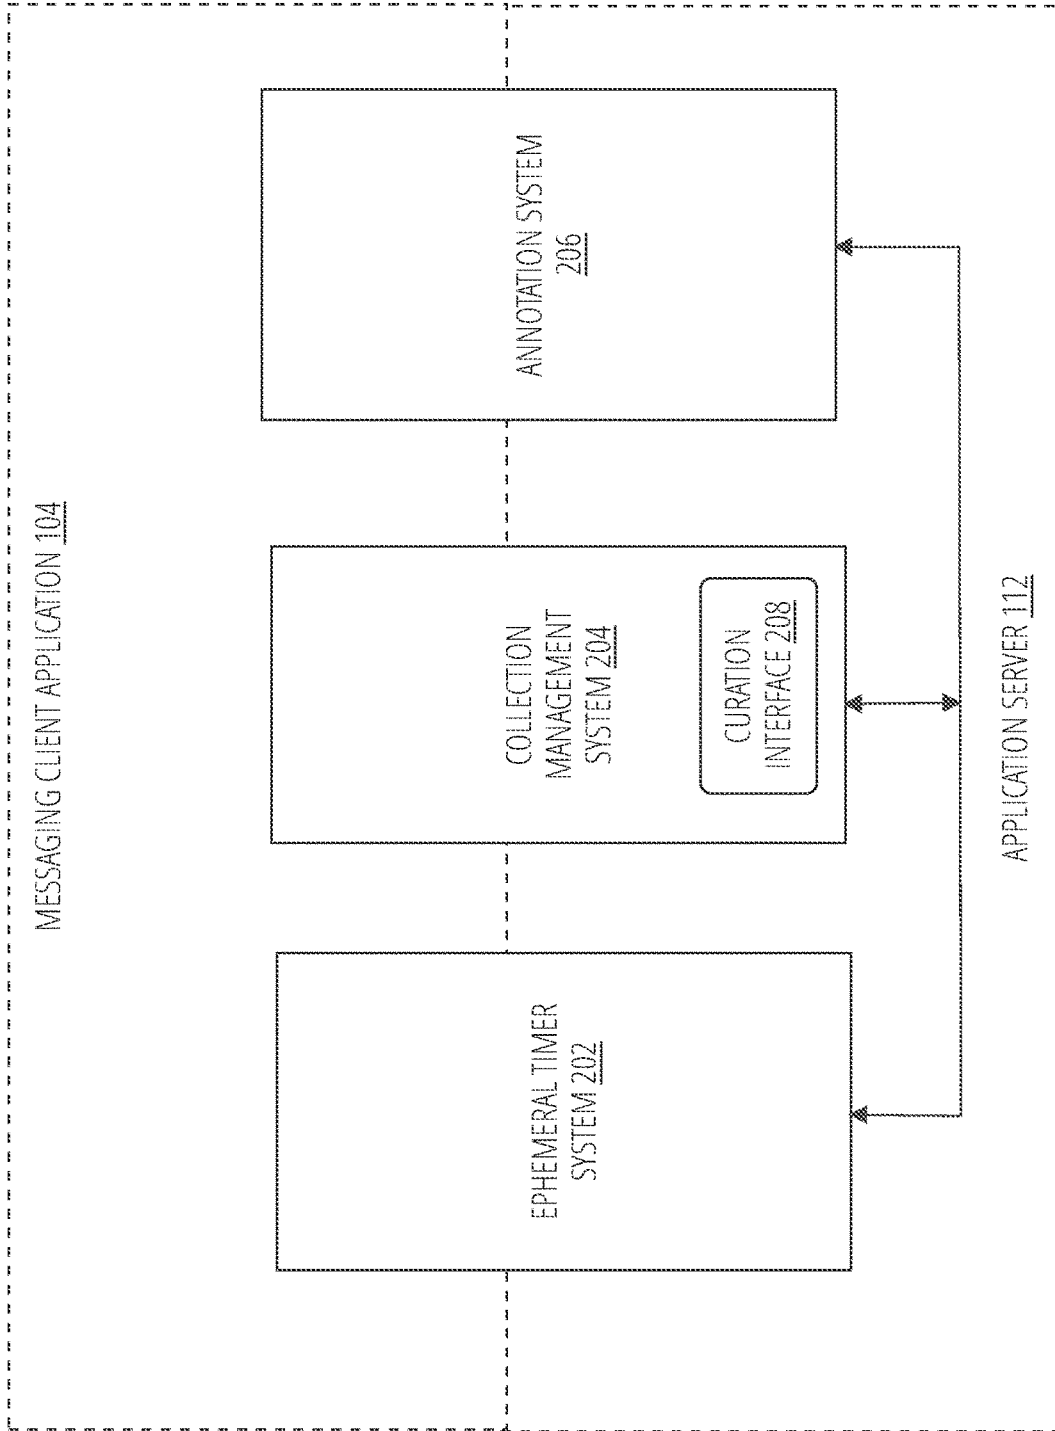 MESSAGING CLIENT APPLICATION 104
EPHEMERAL TIMER
SYSTEM 202
COLLECTION
MANAGEMENT
SYSTEM 204
CURATION
INTERFACE 208
ANNOTATION SYSTEM
206
APPLICATION SERVER 112